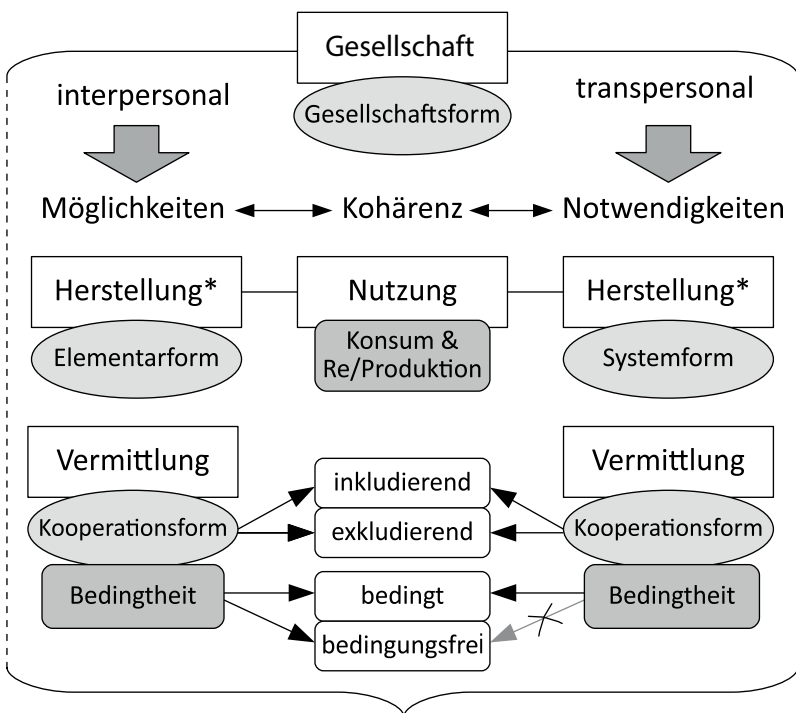 Gesellschaft
interpersonal
Gesellschaftsform
transpersonal
Möglichkeiten
Kohärenz
Notwendigkeiten
Herstellung*
Nutzung
Herstellung*
Elementarform
Konsum &
Re/Produktion
Systemform
Vermittlung
Vermittlung
inkludierend
Kooperationsform
exkludierend
Kooperationsform
Bedingtheit
bedingt
Bedingtheit
bedingungsfrei